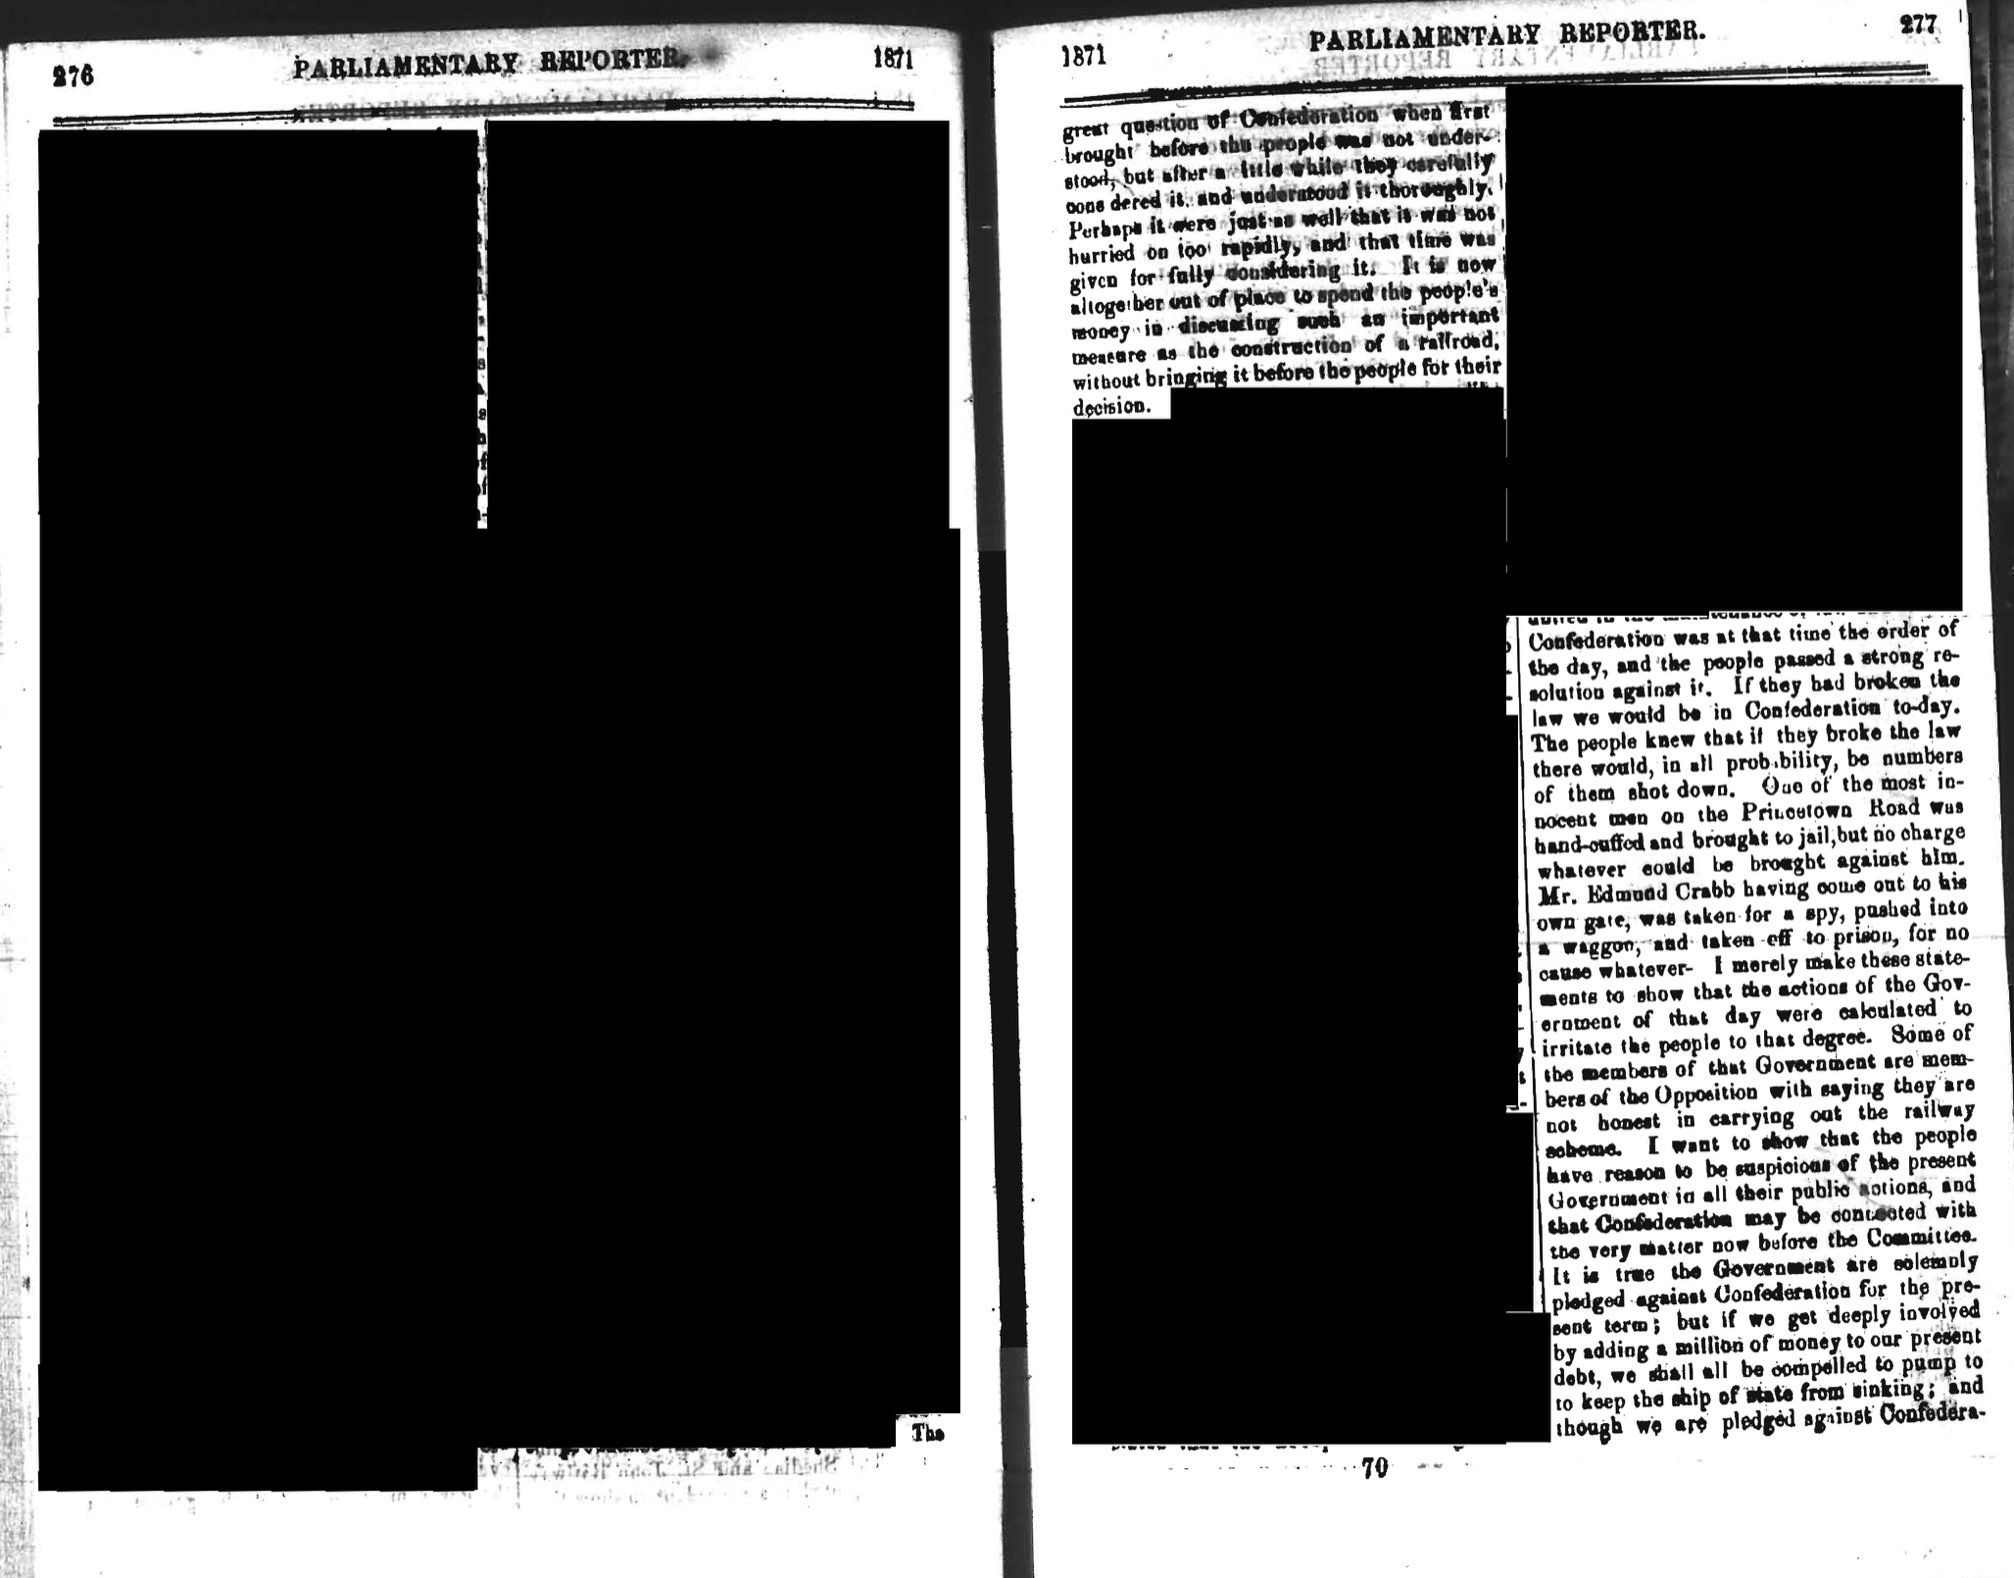 276
PARLIAMENTARY REPORTER.
1871
The
1871
PARLIAMENTARY REPORTER.
277
great question of Confederation when first
brought before the people was not under-
stood, but after a little while they carefully
cons dered it, and understood it thoroughly.
Perhaps it were just as well that it was not
hurried on too rapidly, and that time was
given for fully considering it. It is now
altogether out of place to spend the people's
money in discussing such an important
measure as the construction of a railroad,
without bringing it before the people for their
decision.
Confederation was at that time the order of
the day, and the people passed a strong re-
solution against it. If they had broken the
law we would be in Confederation to-day.
The people knew that if they broke the law
there would, in all probability, be numbers
of them shot down. One of the most in-
nocent men on the Princetown Road was
hand-cuffed and brought to jail, but no charge
whatever could be brought against him.
Mr. Edmund Crabb having come out to his
own gate, was taken for a spy, pushed into
a waggon, and taken off to prison, for no
cause whatever- I merely make these state-
ments to show that the actions of the Gov-
ernment of that day were calculated to
irritate the people to that degree. Some of
the members of that Government are mem-
bers of the Opposition with saying they are
not honest in carrying out the railway
scheme. I want to show that the people
have reason to be suspicious of the present
Government in all their public actions, and
that Confederation may be connected with
the very matter now before the Committee.
It is true the Government are solemnly
pledged against Confederation for the pre-
sent term; but if we get deeply involved
by adding a million of money to our present
debt, we shall all be compelled to pump to
to keep the ship of state from sinking; and
though we are pledged against Confedera-
70